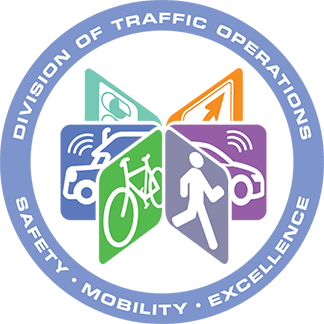 DIVISION OF TRAFFIC OPERATIONS
SAFETY • MOBILITY • EXCELLENCE